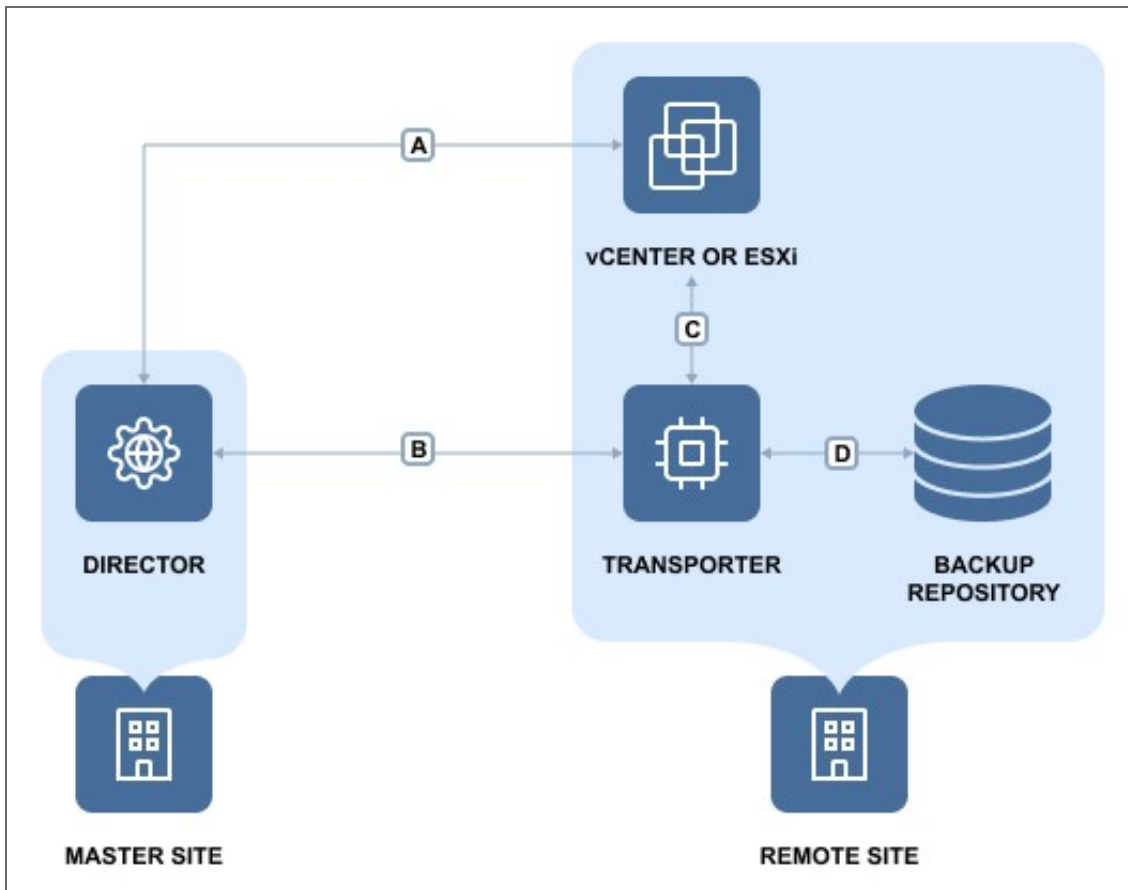 A
vCENTER OR ESXi
C
B
D
DIRECTOR
TRANSPORTER
BACKUP
REPOSITORY
MASTER SITE
REMOTE SITE